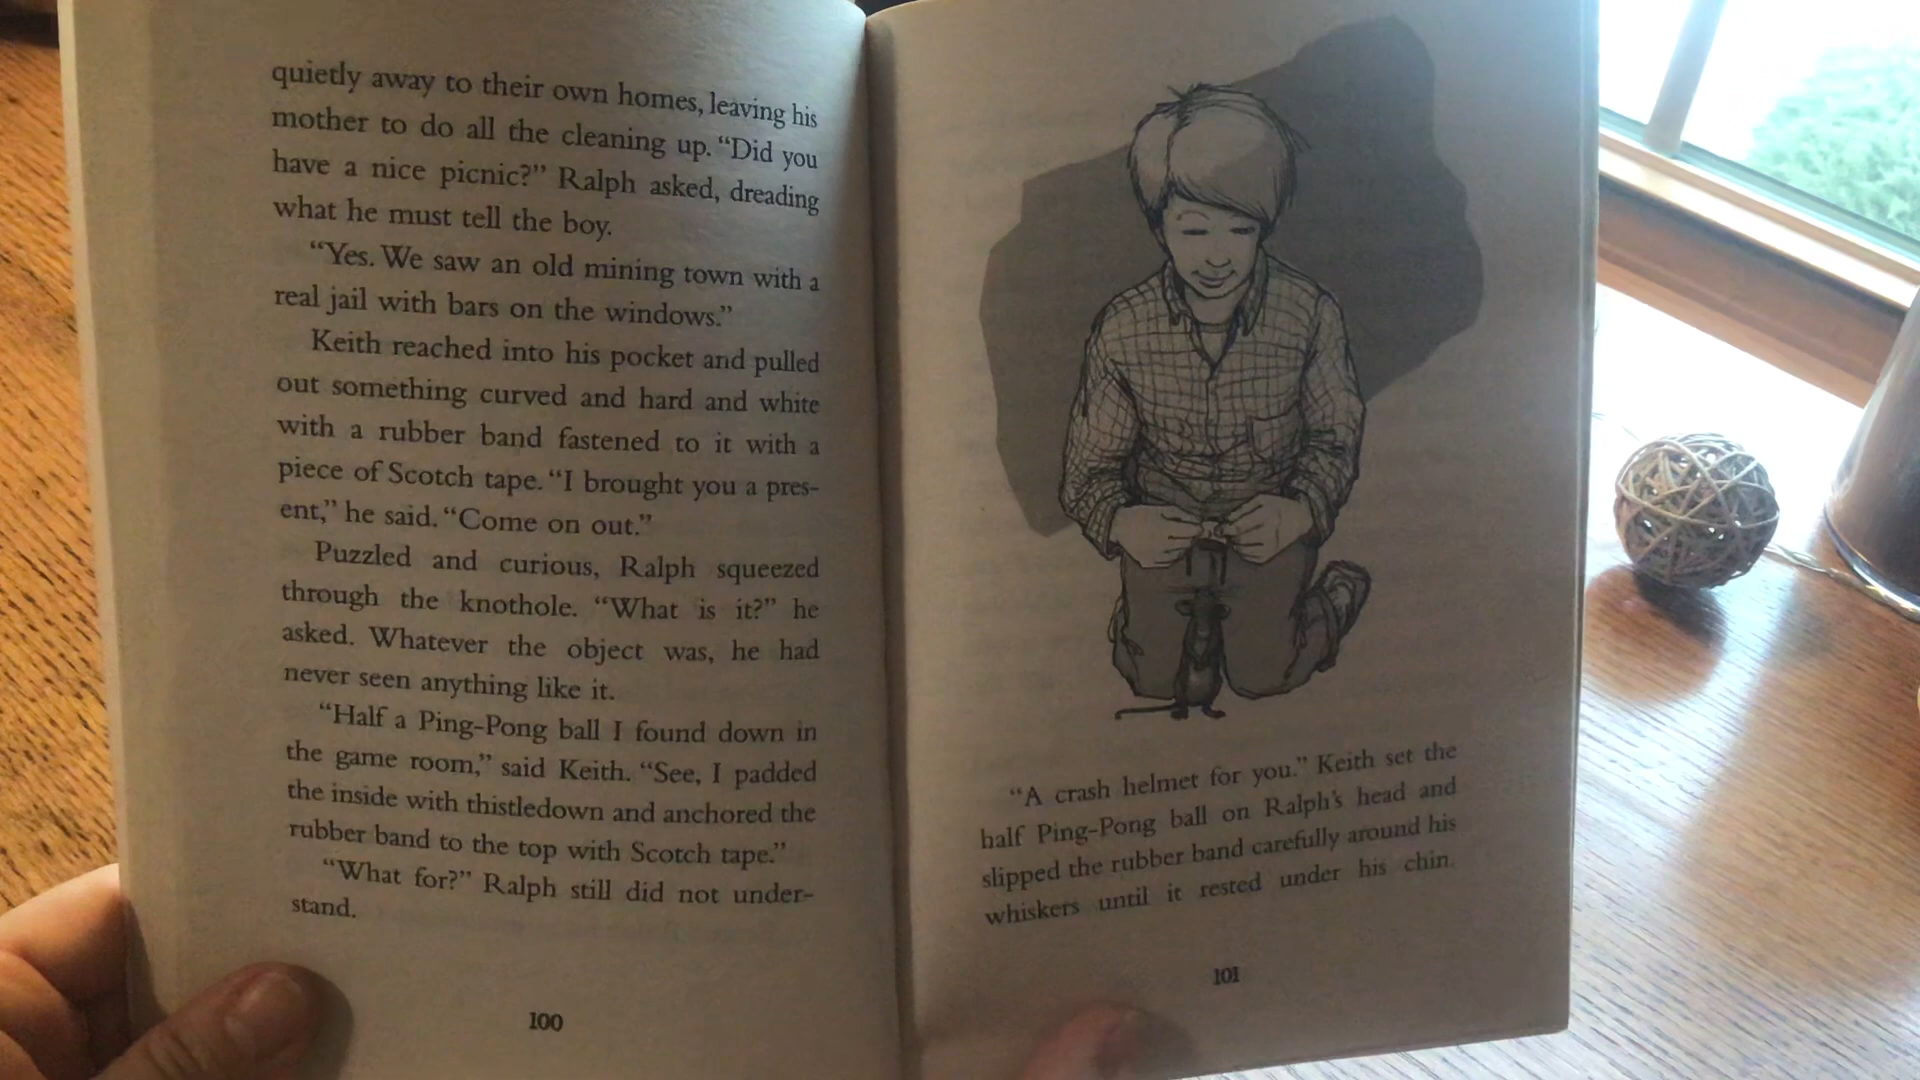 quietly away to their own homes, leaving his
mother to do all the cleaning up. “Did you
have a nice picnic?” Ralph asked, dreading
what he must tell the boy.
“Yes. We saw an old mining town with a
real jail with bars on the windows.”
Keith reached into his pocket and pulled
out something curved and hard and white
with a rubber band fastened to it with a
piece of Scotch tape. “I brought you a pres-
ent,” he said. “Come on out.”
Puzzled and curious, Ralph squeezed
through the knothole. “What is it?” he
asked. Whatever the object was, he had
never seen anything like it.
“Half a Ping-Pong ball I found down in
the game room,” said Keith. “See, I padded
the inside with thistledown and anchored the
rubber band to the top with Scotch tape.”
“What for?” Ralph still did not under-
stand.
100
“A crash helmet for you.” Keith set the
half Ping-Pong ball on Ralph’s head and
slipped the rubber band carefully around his
whiskers until it rested under his chin.
101